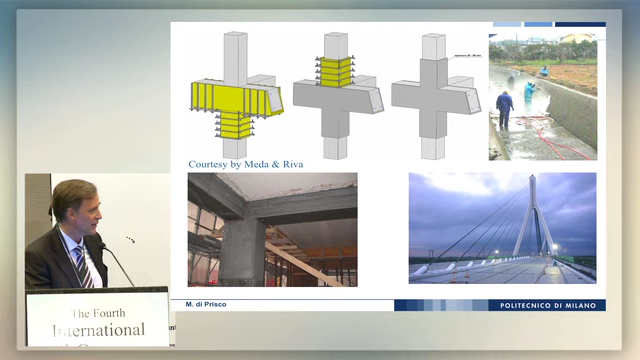 Courtesy by Meda & Riva
M. di Prisco
POLITECNICO DI MILANO
The Fourth
International